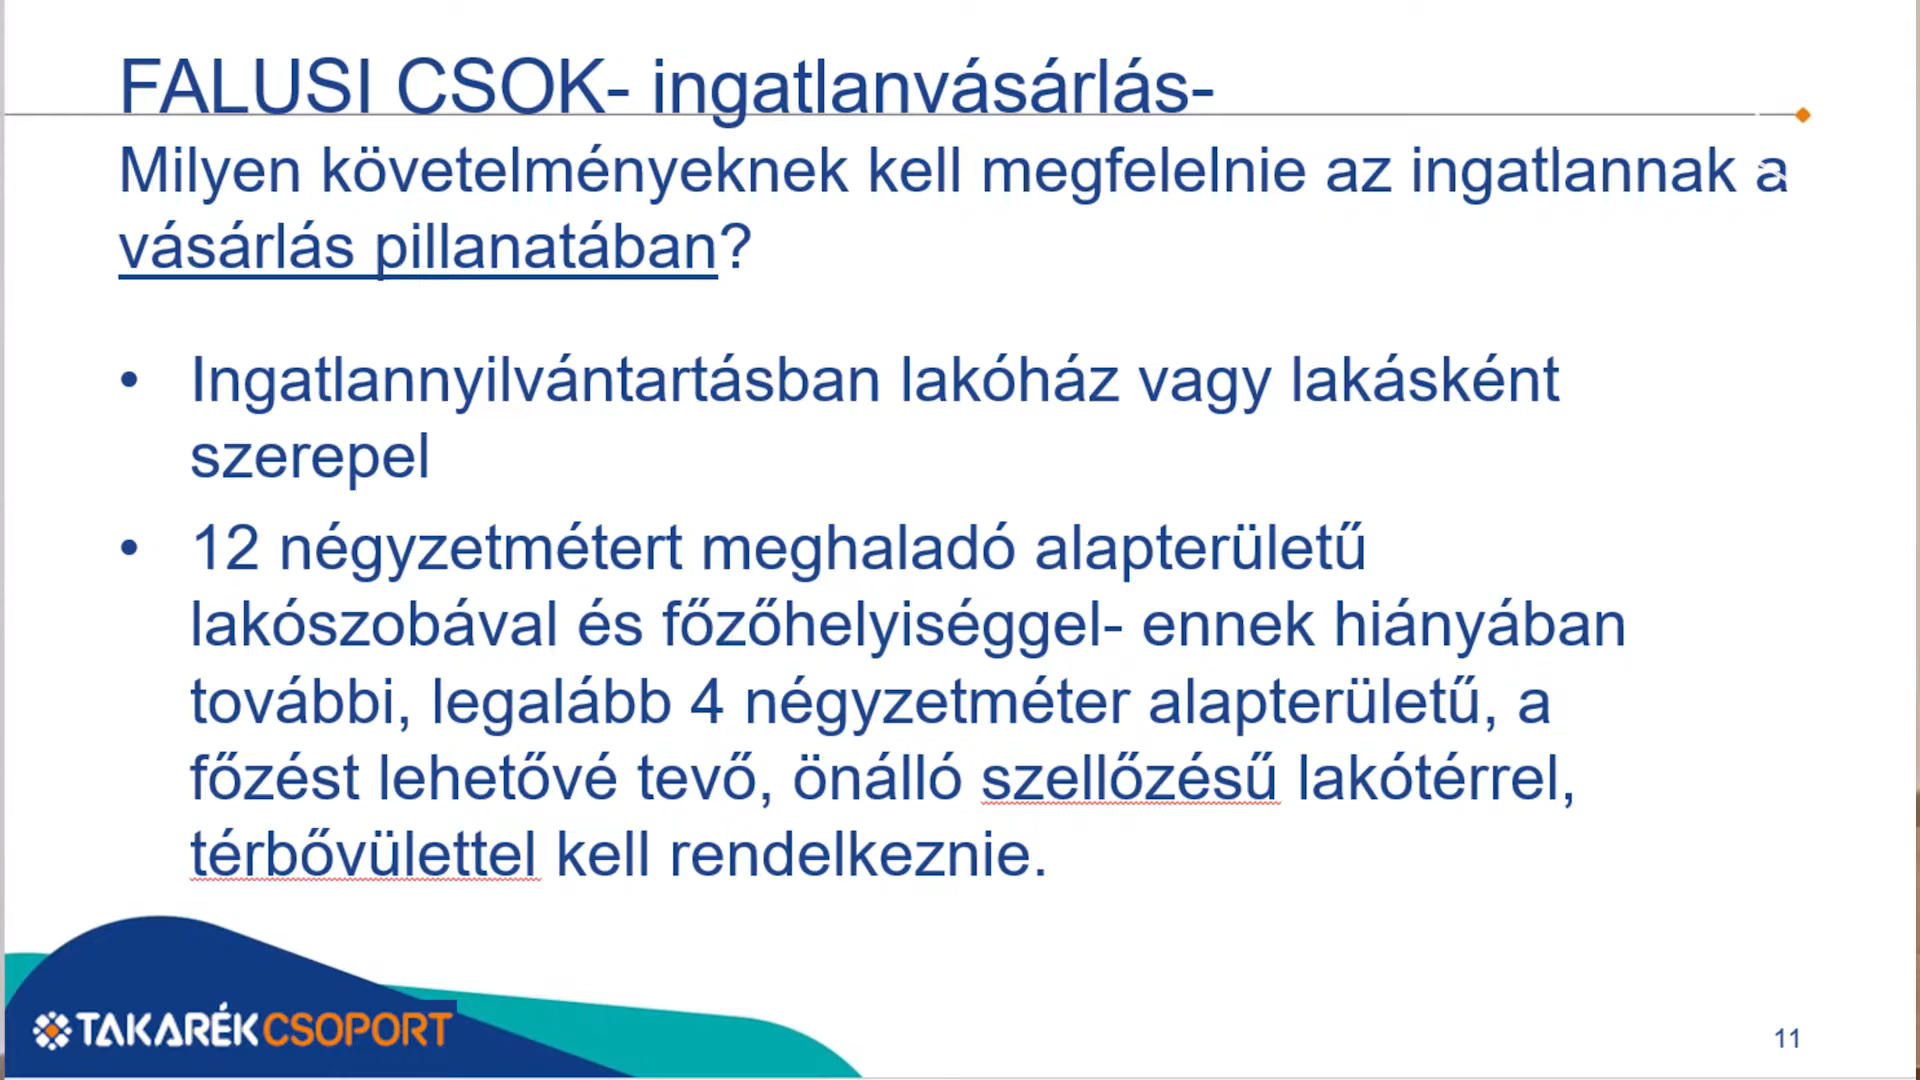 FALUSI CSOK- ingatlanvásárlás-
Milyen követelményeknek kell megfelelnie az ingatlannak a
vásárlás pillanatában?
• Ingatlannyilvántartásban lakóház vagy lakásként
szerepel
• 12 négyzetmétert meghaladó alapterületű
lakószobával és főzőhelyiséggel- ennek hiányában
további, legalább 4 négyzetméter alapterületű, a
főzést lehetővé tevő, önálló szellőzésű lakótérrel,
térbővülettel kell rendelkeznie.
TAKARÉKCSOPORT
11